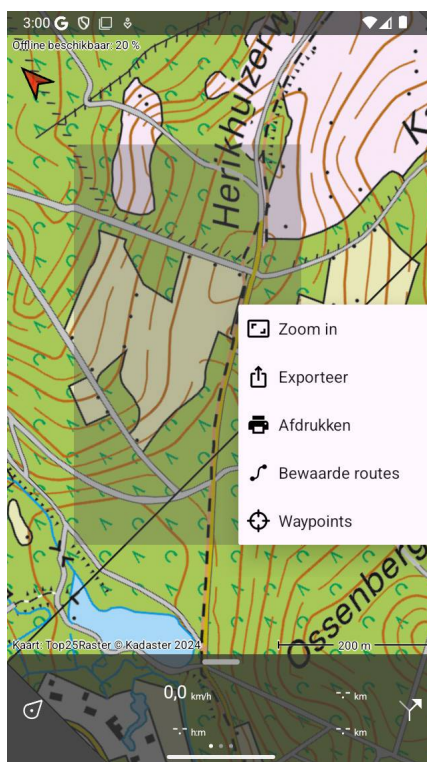 3:00
Offline beschikbaar: 20 %
Herikhuizerw
K
Zoom in
Exporteer
Afdrukken
Bewaarde routes
Waypoints
Ossenberg
Kaart: Top25Raster © Kadaster 2024
200 m
0,0 km/h
-.- km
-.- h:m
-.- km